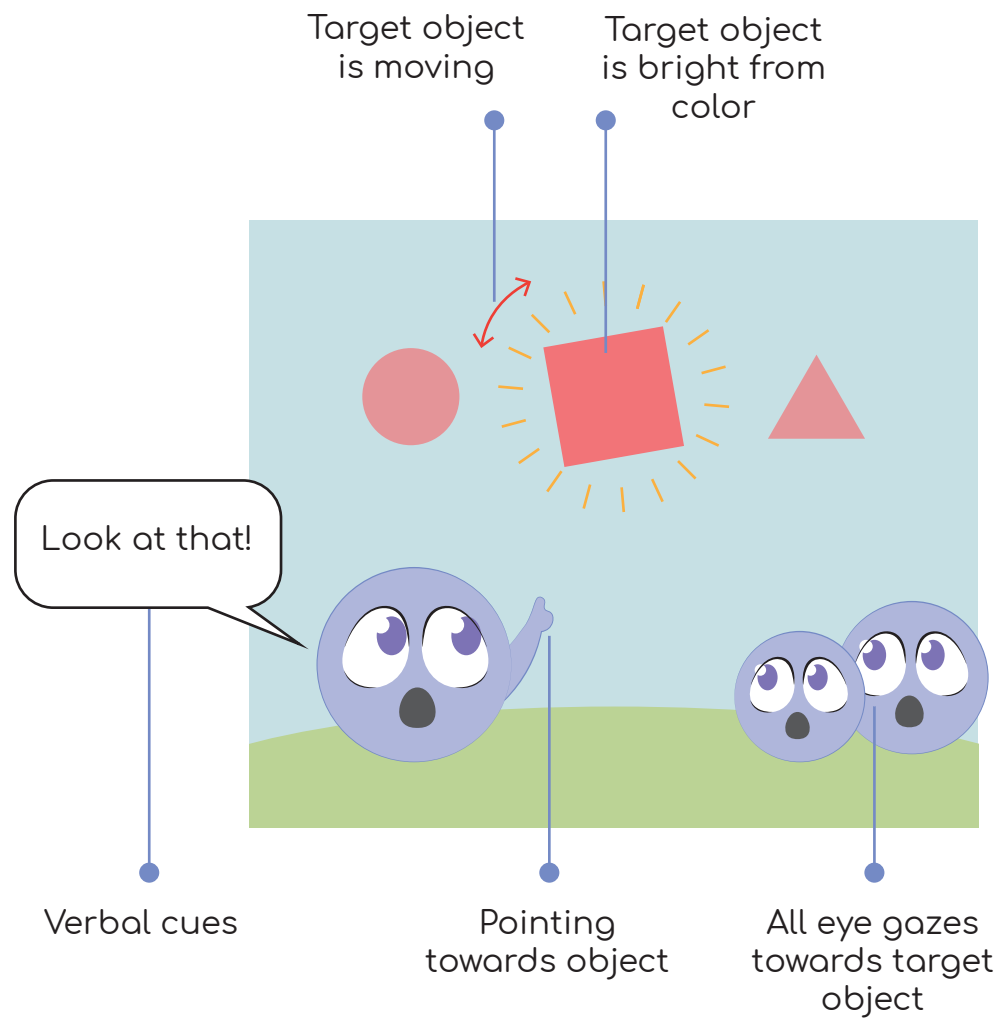 Target object
is moving
Target object
is bright from
color
Look at that!
Verbal cues
Pointing
towards object
All eye gazes
towards target
object